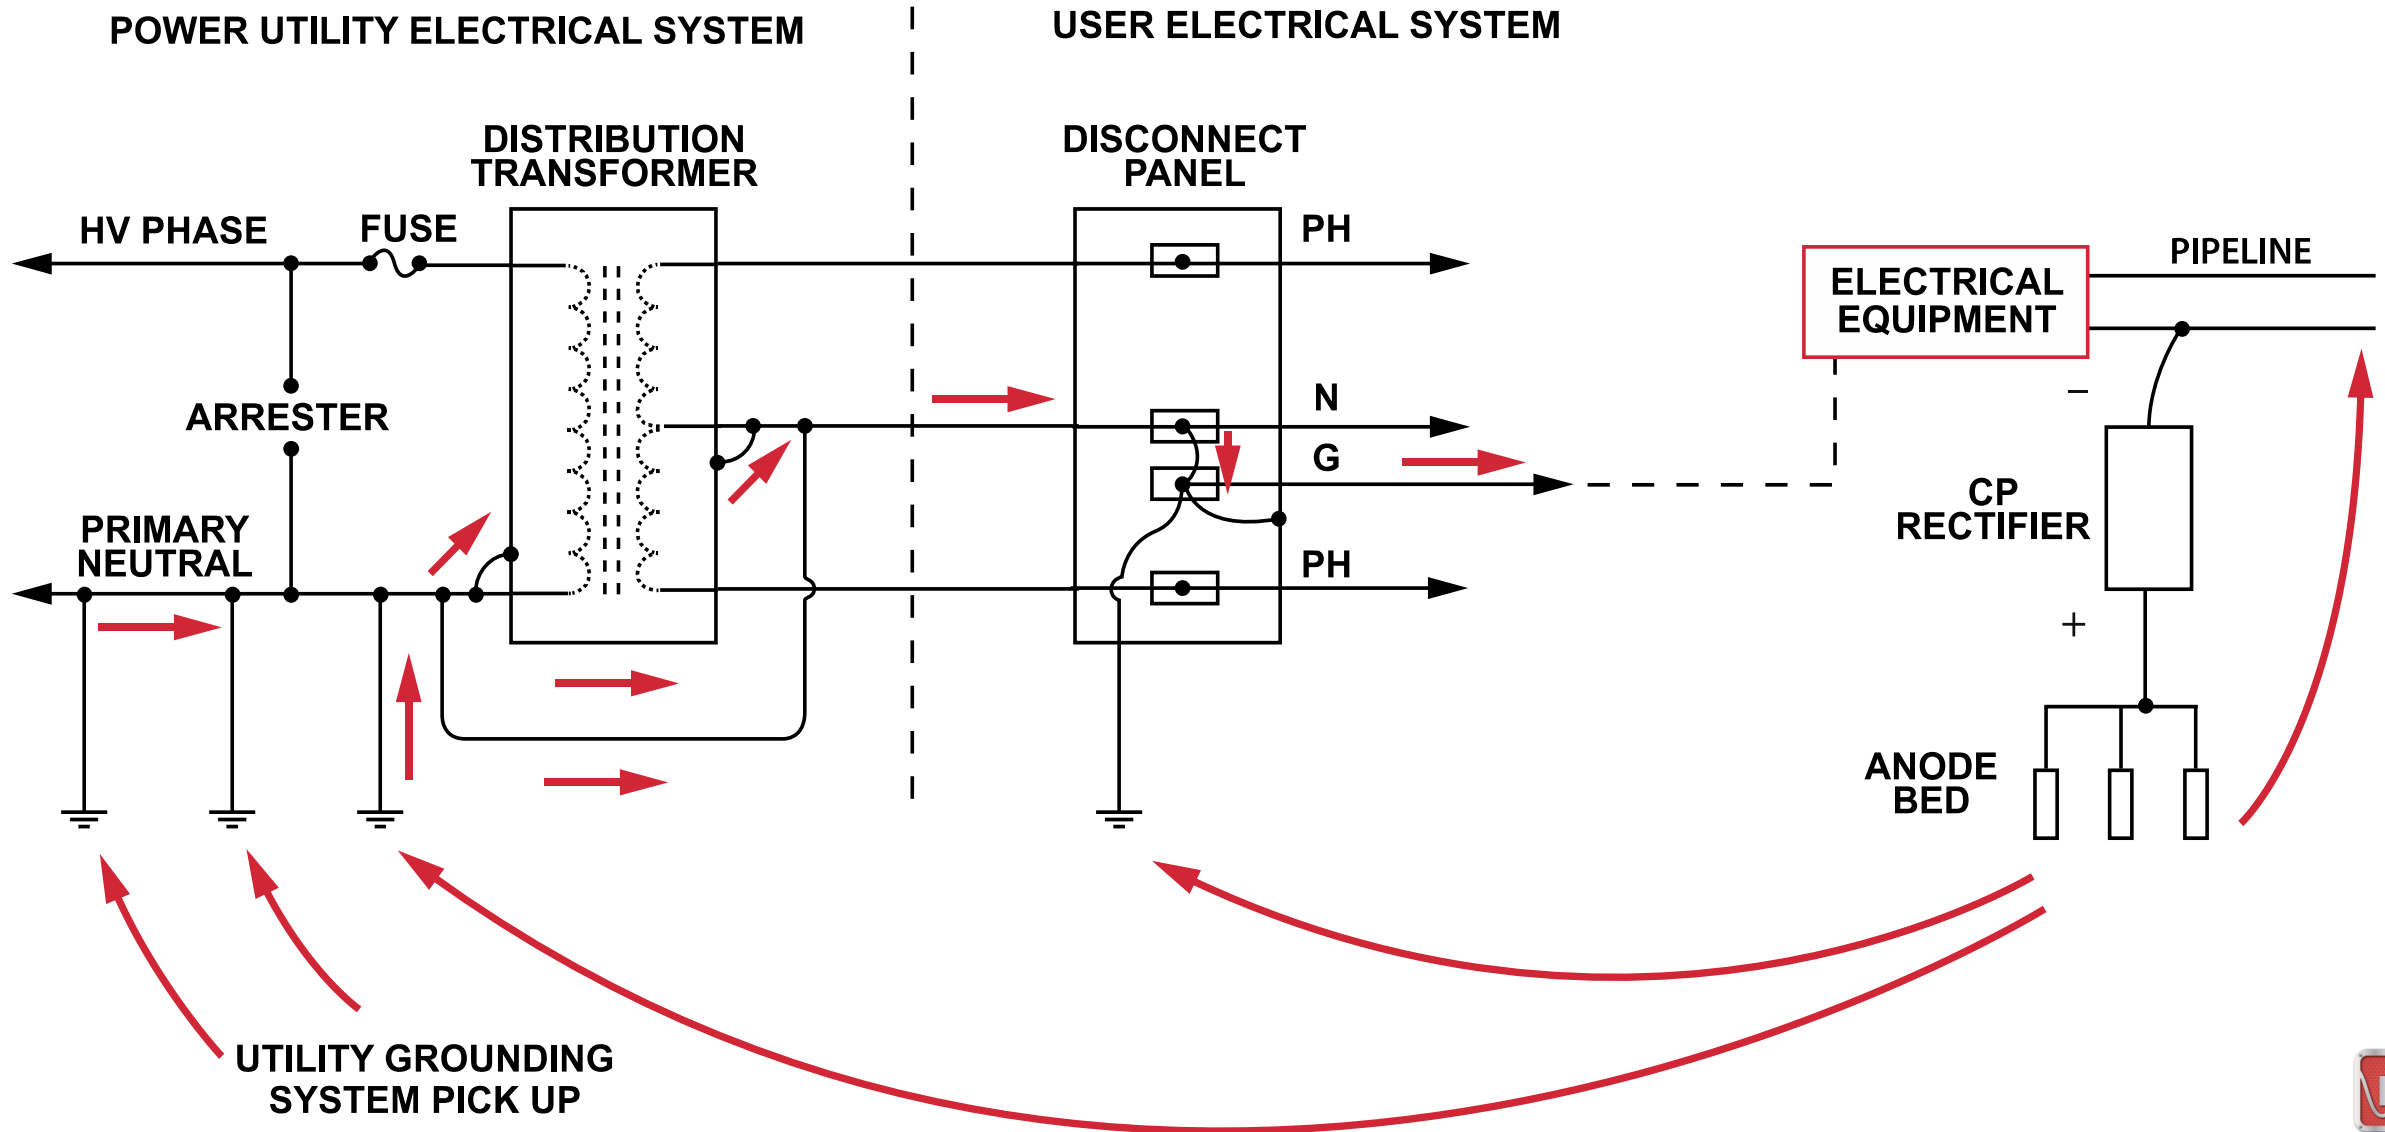 POWER UTILITY ELECTRICAL SYSTEM
USER ELECTRICAL SYSTEM
DISTRIBUTION
TRANSFORMER
DISCONNECT
PANEL
HV PHASE
FUSE
PH
PIPELINE
ELECTRICAL
EQUIPMENT
ARRESTER
N
–
G
CP
RECTIFIER
PRIMARY
NEUTRAL
PH
+
ANODE
BED
UTILITY GROUNDING
SYSTEM PICK UP